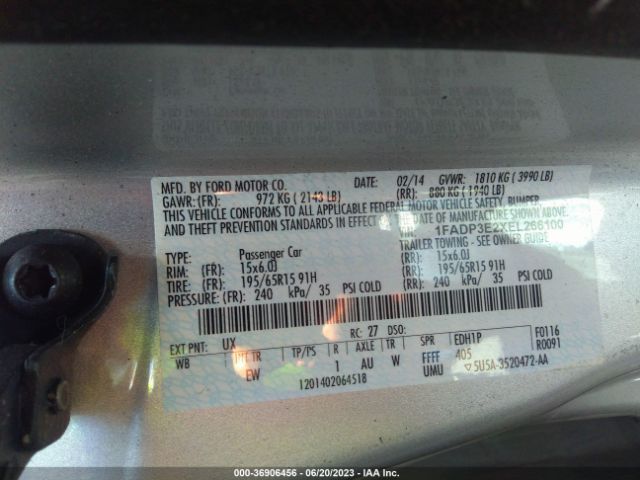 MFD. BY FORD MOTOR CO. DATE: 02/14 GVWR: 1810 KG ( 3990 LB)
GAWR:(FR): 972 KG ( 2143 LB) (RR): 880 KG ( 1940 LB)
THIS VEHICLE CONFORMS TO ALL APPLICABLE FEDERAL MOTOR VEHICLE SAFETY, BUMPER
AND THEFT PREVENTION STANDARDS IN EFFECT ON THE DATE OF MANUFACTURE SHOWN ABOVE.
VIN: 1FADP3E2XEL266100
TYPE: Passenger Car TRAILER TOWING - SEE OWNER GUIDE
RIM: (FR): 15x6.0J (RR): 15x6.0J
TIRE: (FR): 195/65R15 91H (RR): 195/65R15 91H
PRESSURE: (FR): 240 kPa/ 35 PSI COLD (RR): 240 kPa/ 35 PSI COLD
EXT PNT: UX RC: 27 DSO: EDH1P F0116
WB INT TR TP/PS R AXLE TR SPR 405 R0091
EW 1 AU W FFFF
1201402064518 UMU 5U5A-3520472-AA
000-36906456 - 06/20/2023 - IAA Inc.